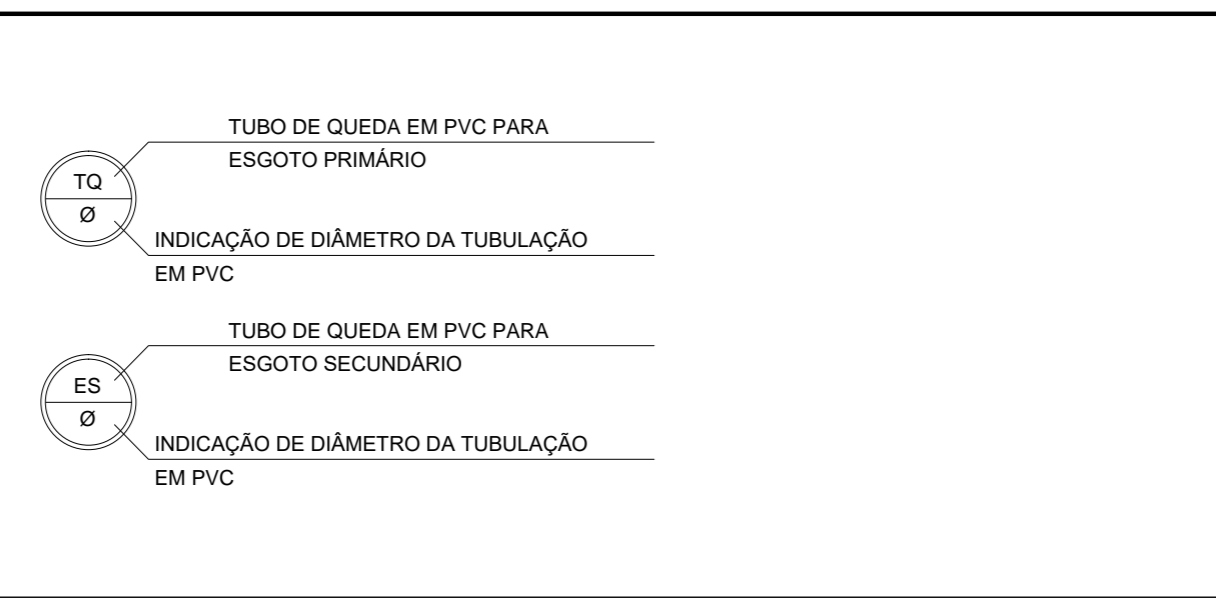 TUBO DE QUEDA EM PVC PARA
ESGOTO PRIMÁRIO
TQ
Ø
INDICAÇÃO DE DIÂMETRO DA TUBULAÇÃO
EM PVC
TUBO DE QUEDA EM PVC PARA
ESGOTO SECUNDÁRIO
ES
Ø
INDICAÇÃO DE DIÂMETRO DA TUBULAÇÃO
EM PVC